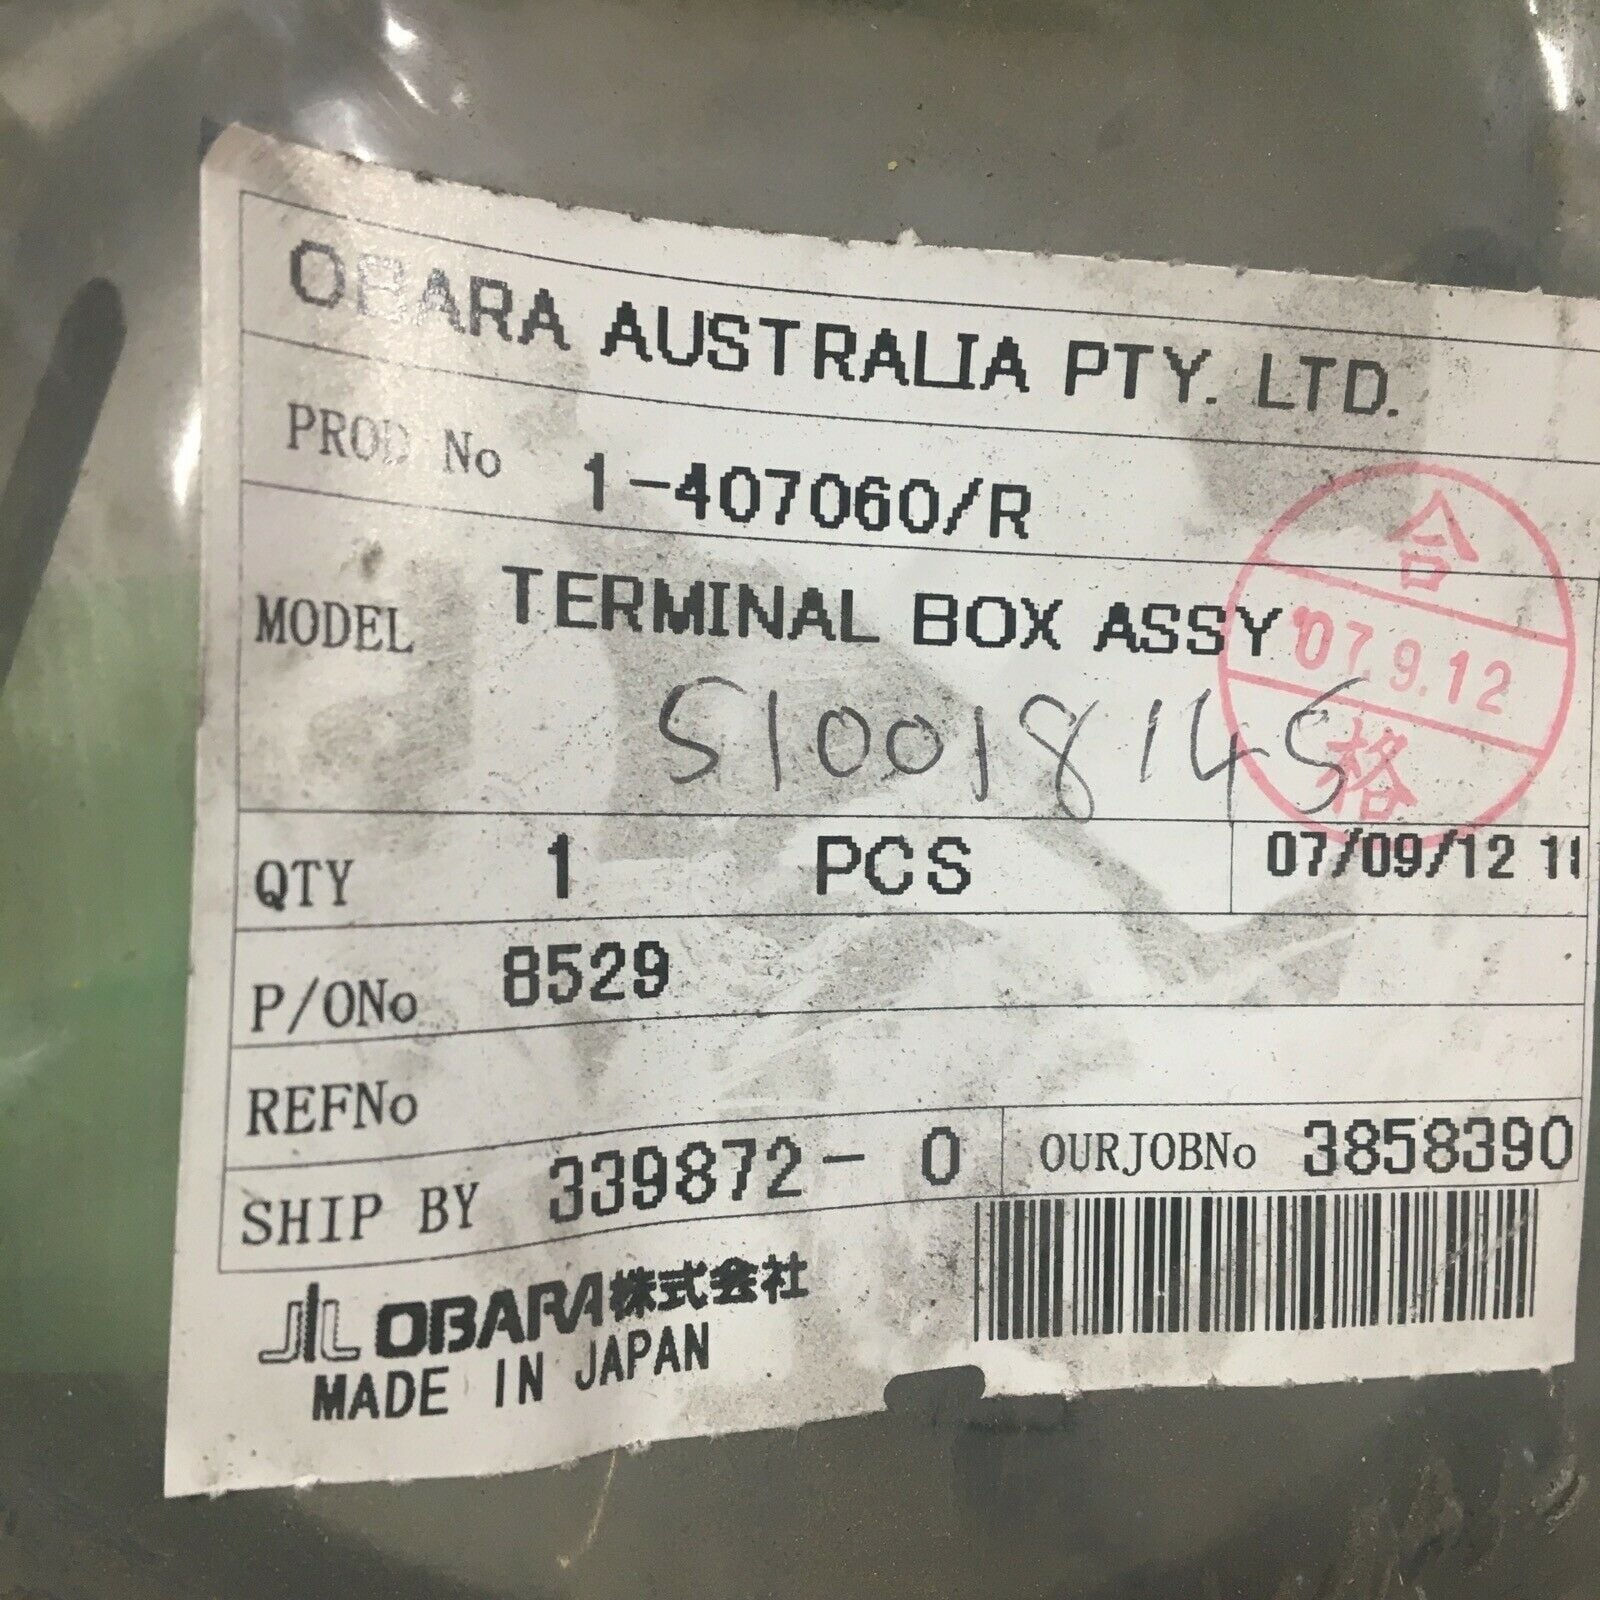 OBARA AUSTRALIA PTY. LTD.
PROD No 1-407060/R
MODEL TERMINAL BOX ASSY
合
'07.9.12
格
S10018145
QTY 1 PCS 07/09/12
P/ONo 8529
REFNo
SHIP BY 339872- 0 OURJOBNo 3858390
OBARA株式会社
MADE IN JAPAN